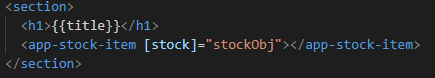 <section>
<h1>{{title}}</h1>
<app-stock-item [stock]="stockObj"></app-stock-item>
</section>